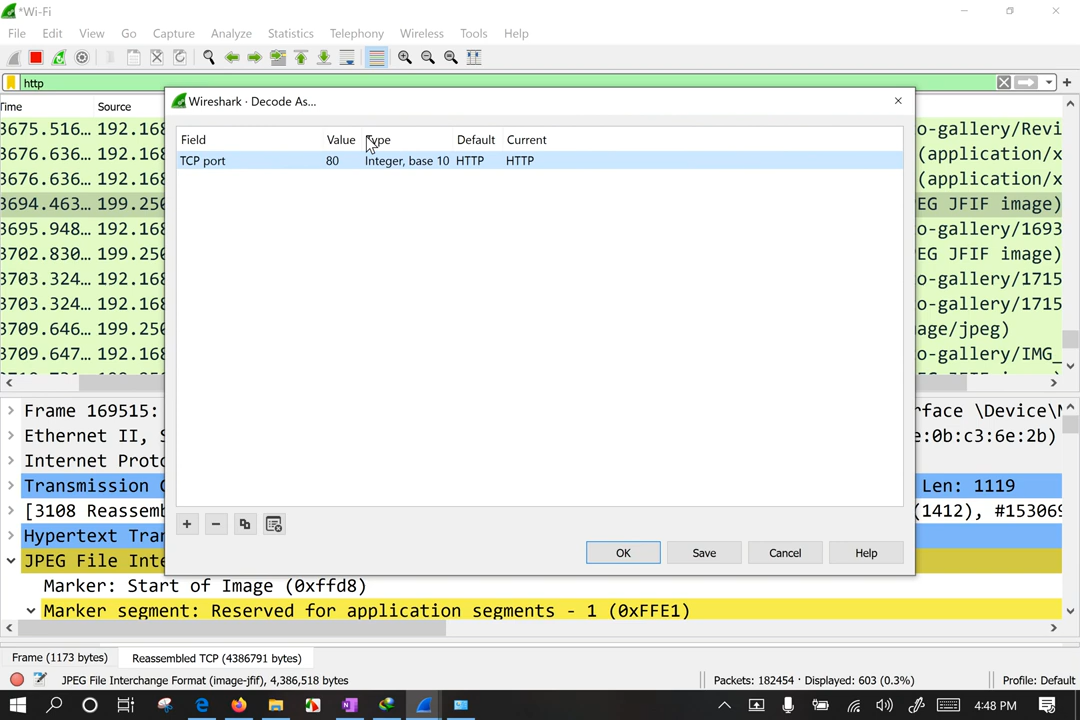 *Wi-Fi
File Edit View Go Capture Analyze Statistics Telephony Wireless Tools Help
http
Time Source
3675.516… 192.168 o-gallery/Revi
3676.636… 192.168 (application/x
3676.636… 192.168 (application/x
3694.463… 199.250 EG JFIF image)
3695.948… 192.168 o-gallery/1693
3702.830… 199.250 EG JFIF image)
3703.324… 192.168 o-gallery/1715
3703.324… 192.168 o-gallery/1715
3709.646… 199.250 age/jpeg)
3709.647… 192.168 o-gallery/IMG_
Wireshark · Decode As...
Field Value Type Default Current
TCP port 80 Integer, base 10 HTTP HTTP
OK Save Cancel Help
Frame 169515: rface \Device\N
Ethernet II, S e:0b:c3:6e:2b)
Internet Proto
Transmission C Len: 1119
[3108 Reassemb (1412), #153069
Hypertext Tran
JPEG File Inte
Marker: Start of Image (0xffd8)
Marker segment: Reserved for application segments - 1 (0xFFE1)
Frame (1173 bytes) Reassembled TCP (4386791 bytes)
JPEG File Interchange Format (image-jfif), 4,386,518 bytes Packets: 182454 · Displayed: 603 (0.3%) Profile: Default
4:48 PM